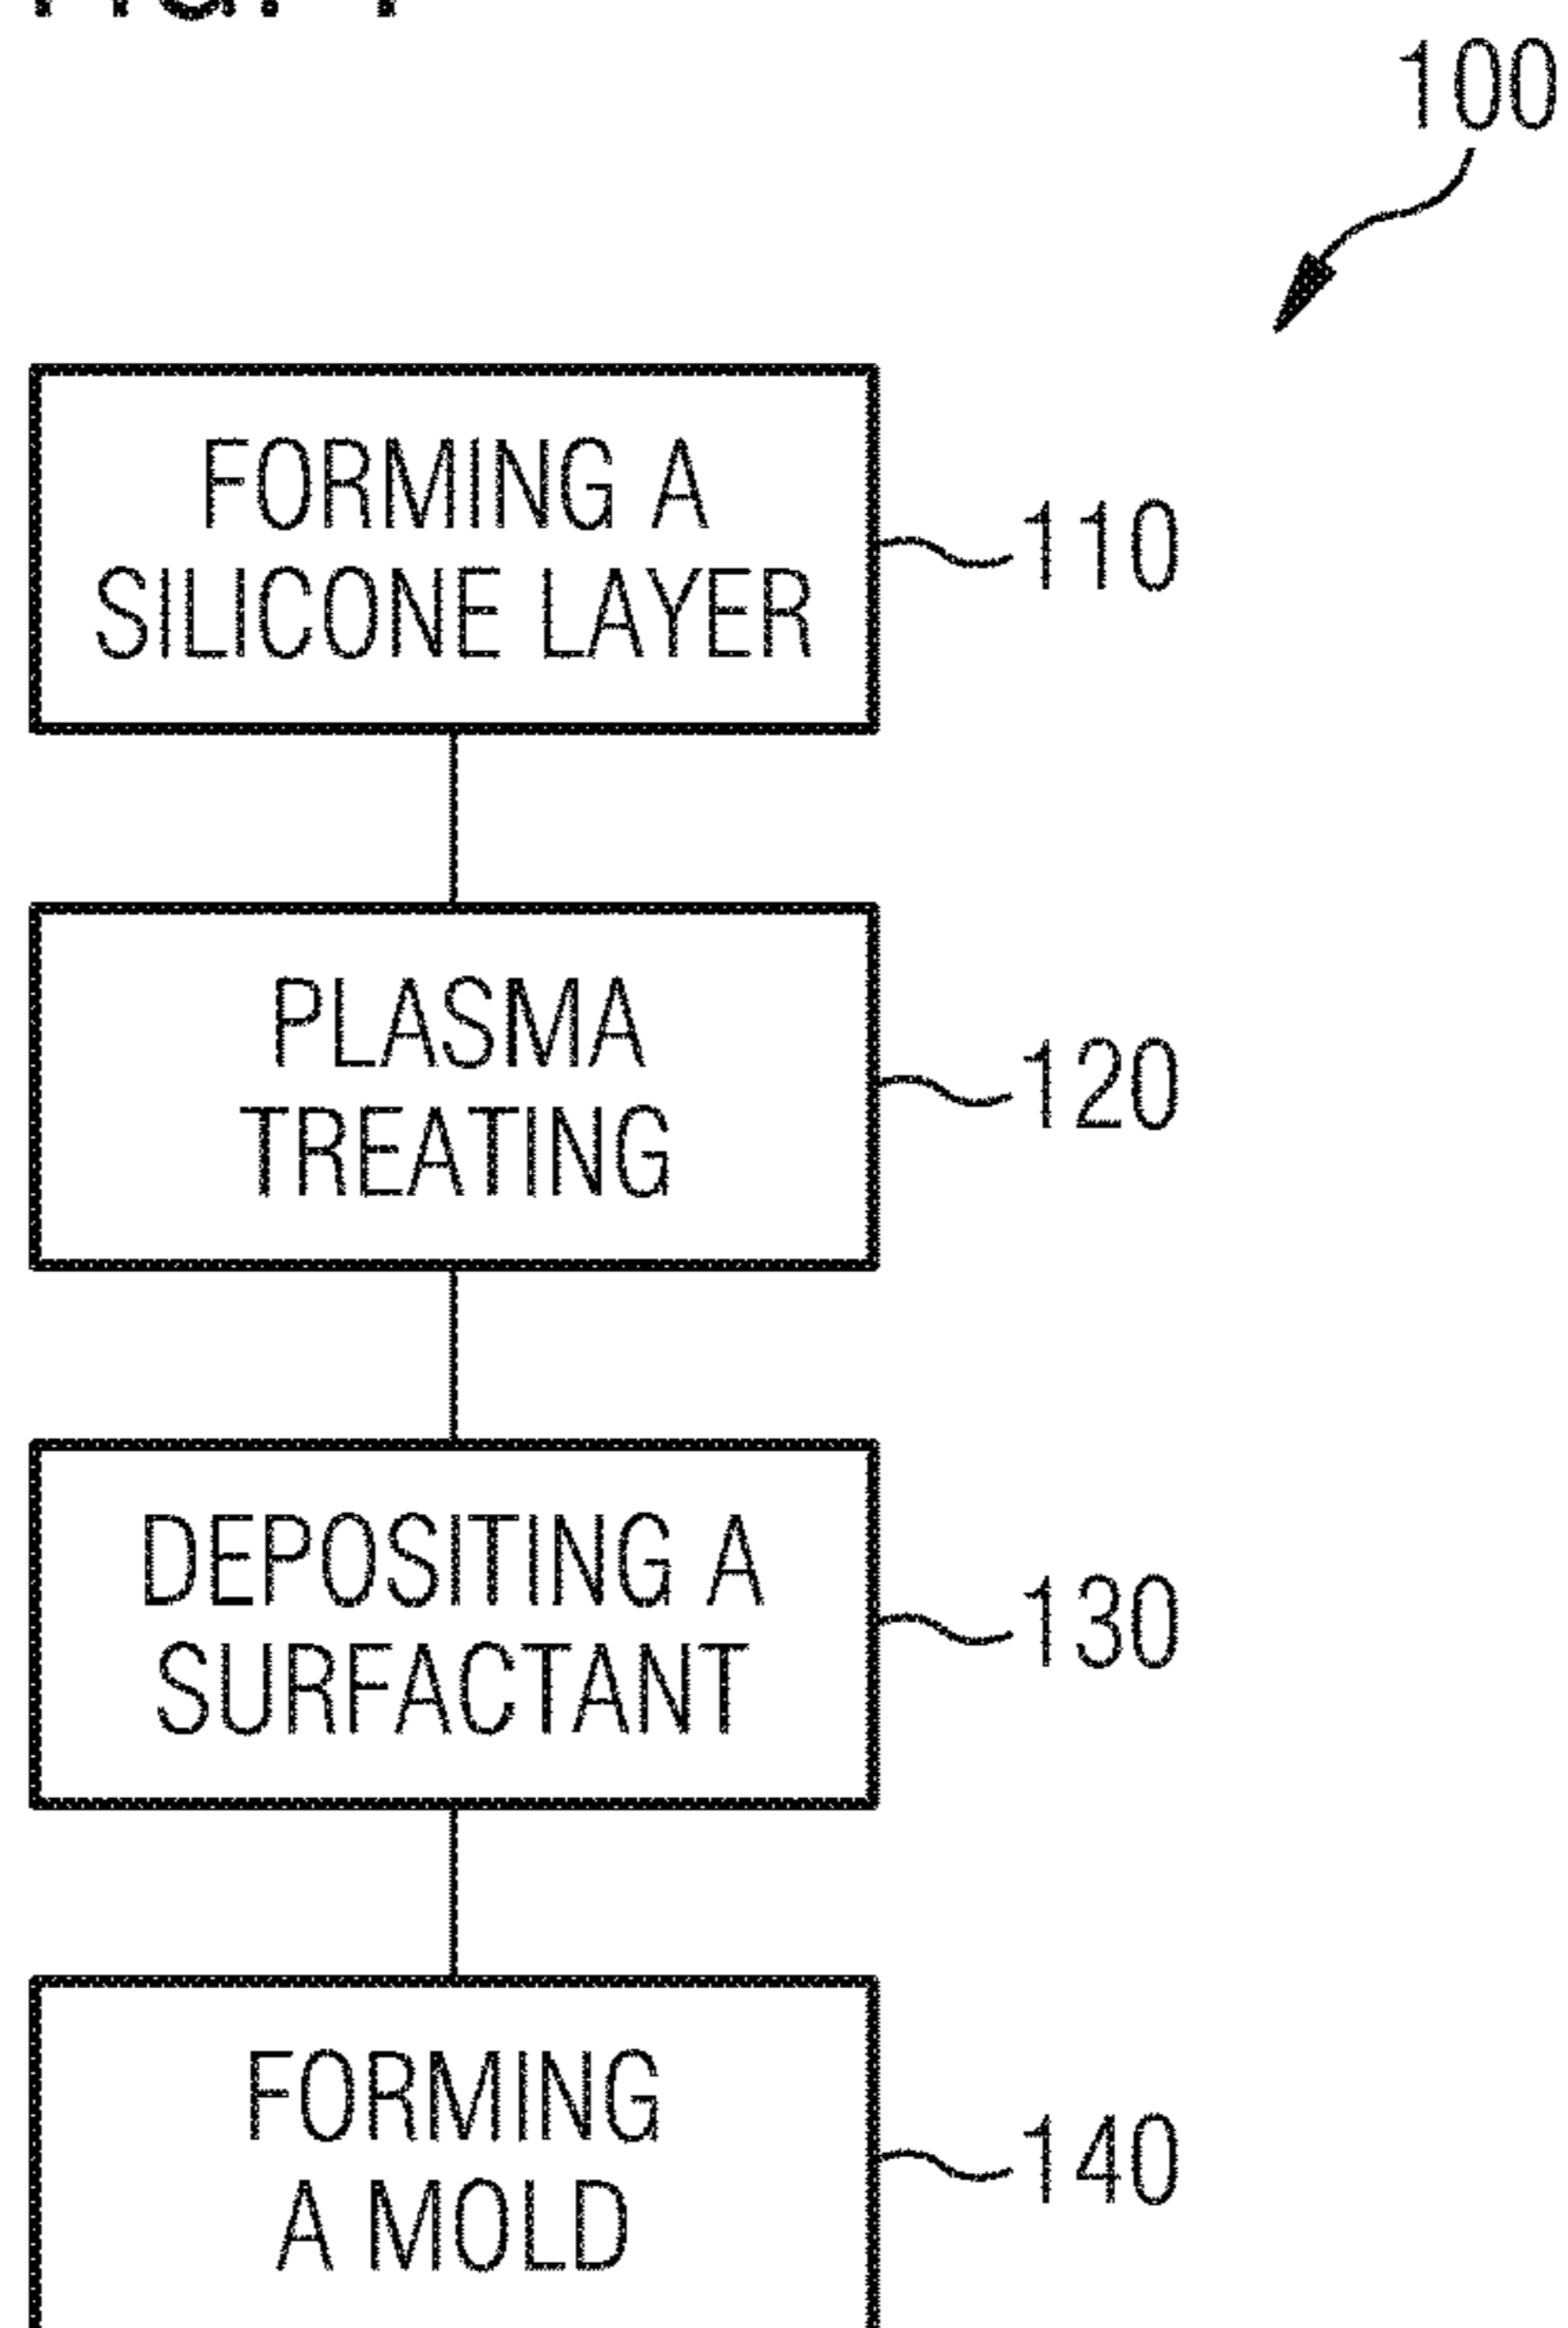 100
FORMING A
SILICONE LAYER
110
PLASMA
TREATING
120
DEPOSITING A
SURFACTANT
130
FORMING
A MOLD
140